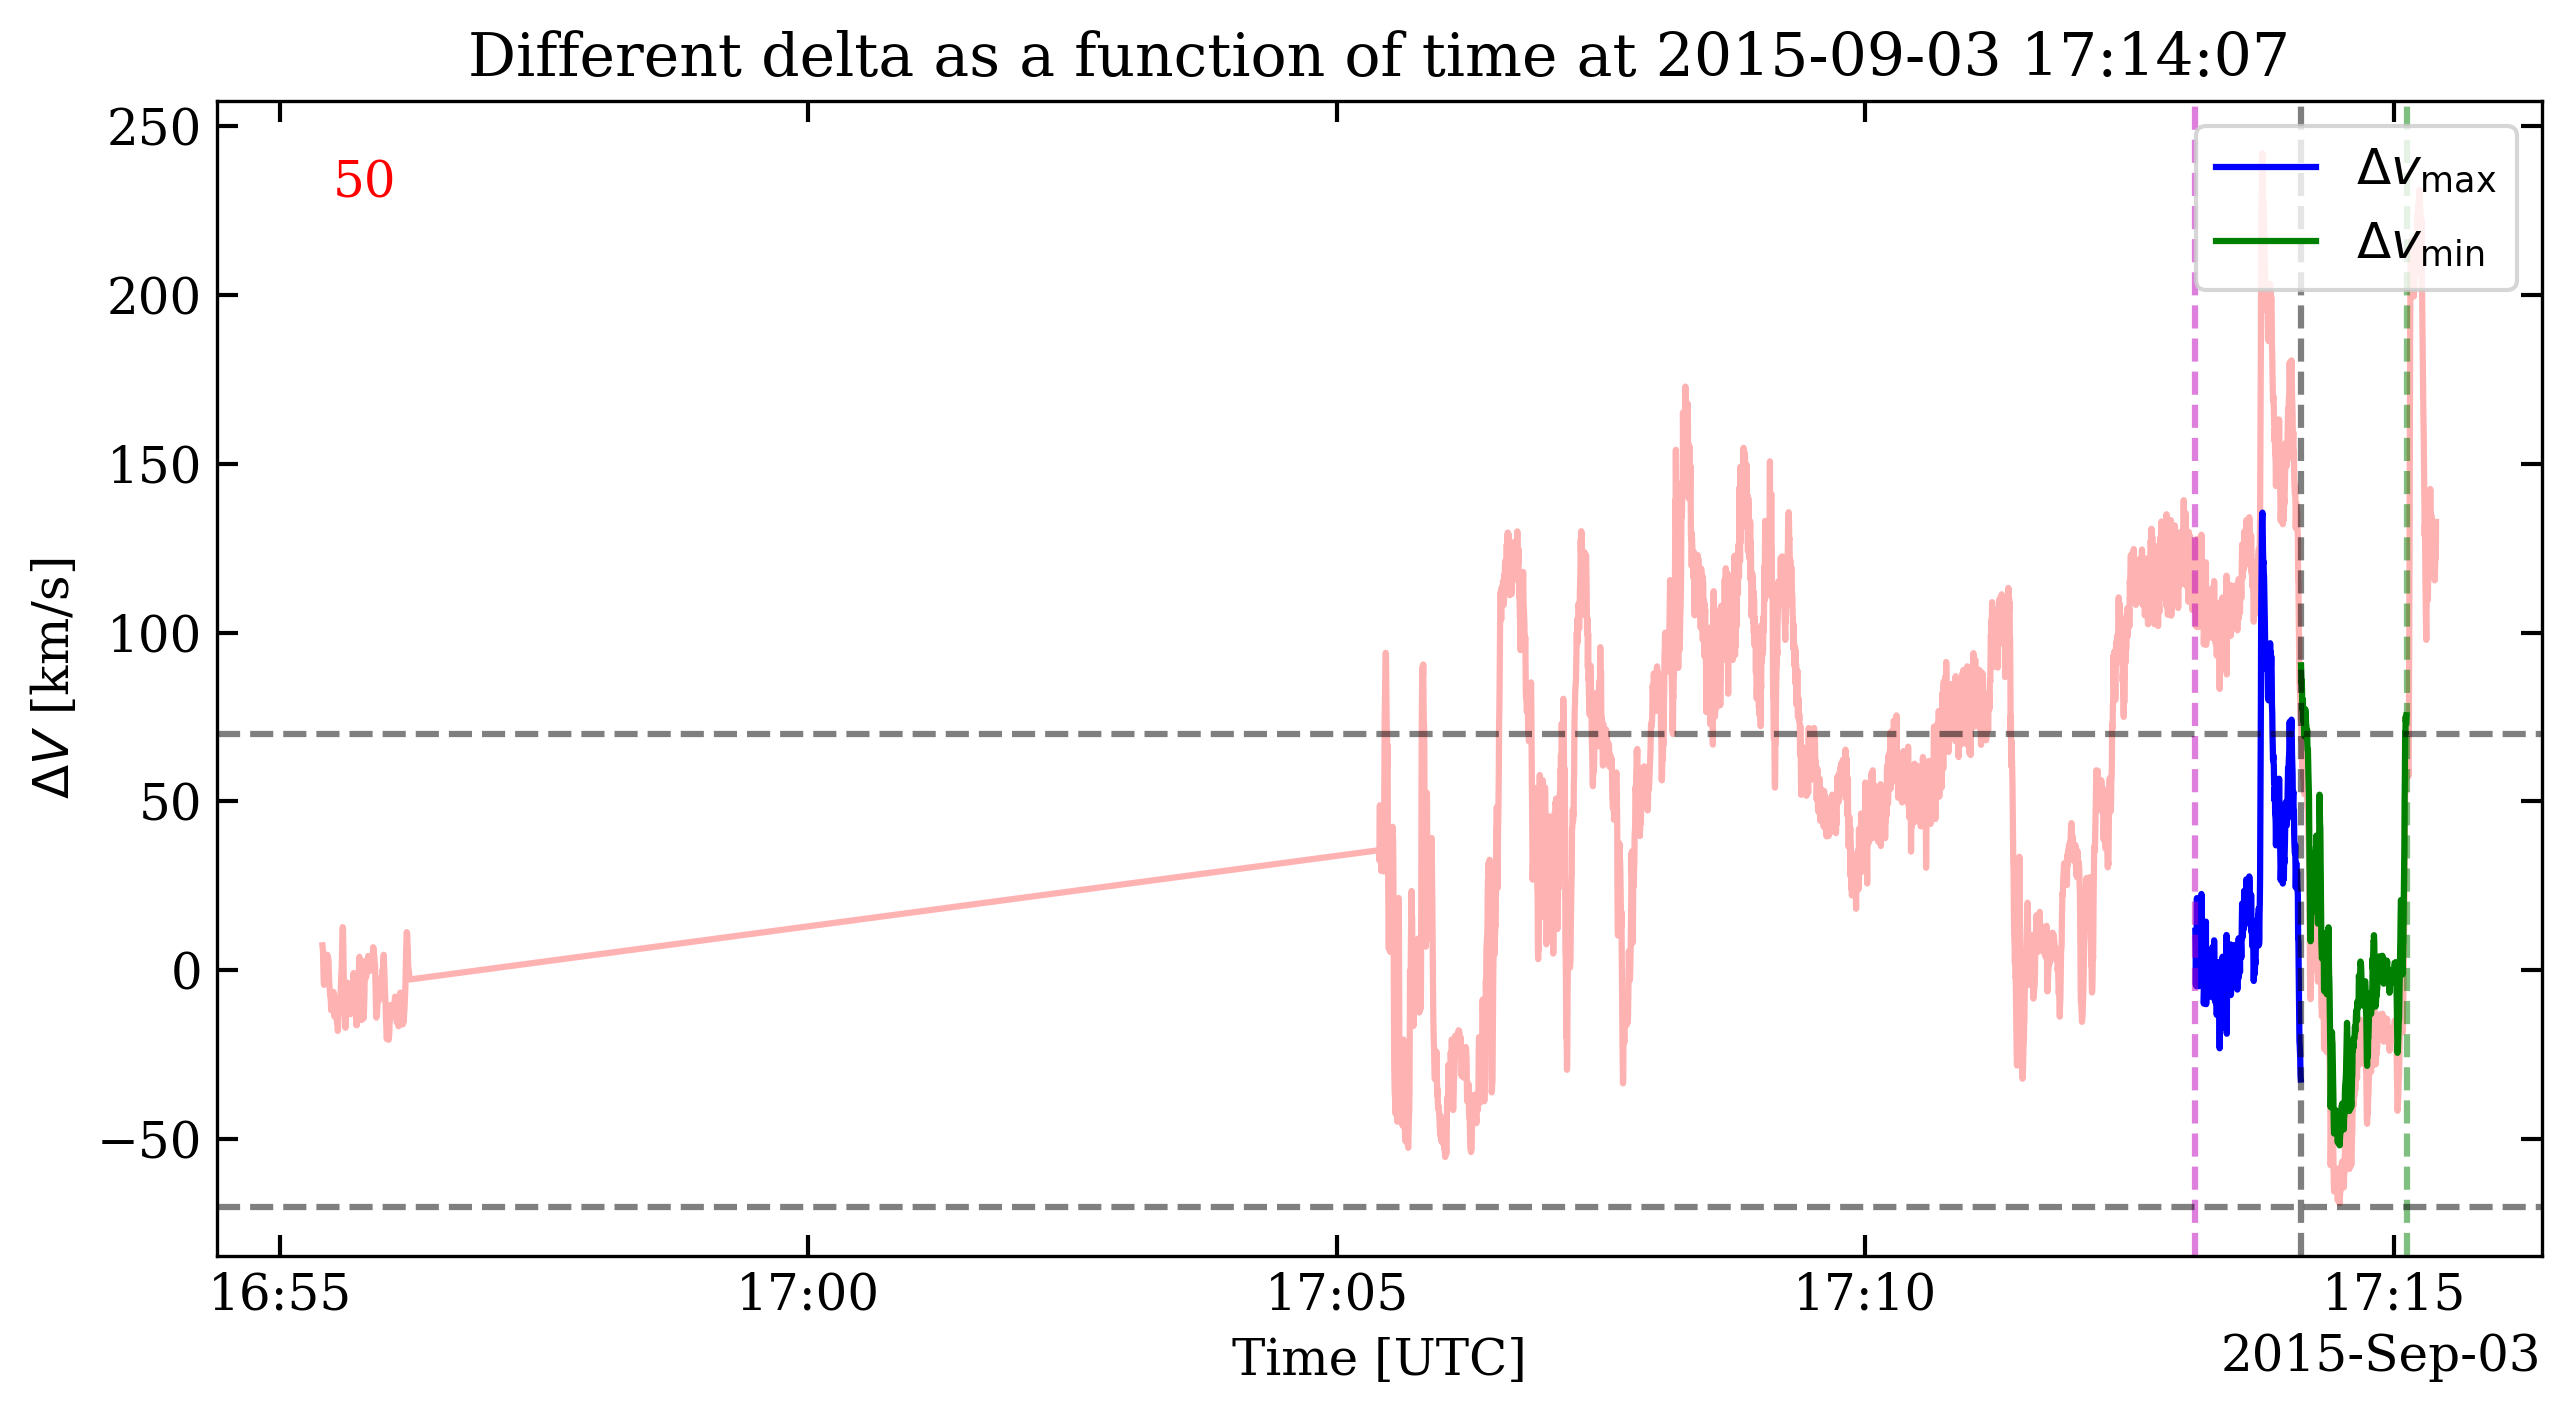 Different delta as a function of time at 2015-09-03 17:14:07
250
200
150
100
50
0
−50
ΔV [km/s]
50
Δv_max
Δv_min
16:55 17:00 17:05 17:10 17:15
Time [UTC]
2015-Sep-03